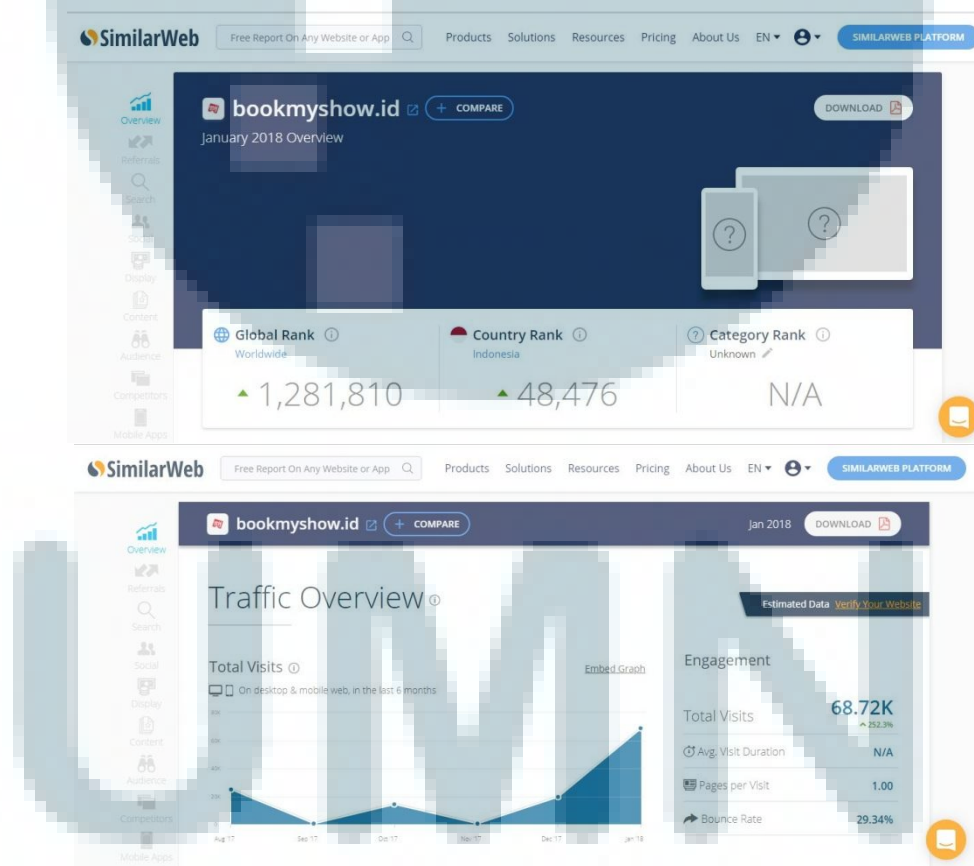 SimilarWeb Free Report On Any Website or App Products Solutions Resources Pricing About Us EN SIMILARWEB PLATFORM
Overview
Referrals
Search
Social
Display
Content
Audience
Competitors
Mobile Apps
bookmyshow.id + COMPARE DOWNLOAD
January 2018 Overview
Global Rank Country Rank Category Rank
Worldwide Indonesia Unknown
1,281,810 48,476 N/A
SimilarWeb Free Report On Any Website or App Products Solutions Resources Pricing About Us EN SIMILARWEB PLATFORM
Overview
Referrals
Search
Social
Display
Content
Audience
Competitors
Mobile Apps
bookmyshow.id + COMPARE Jan 2018 DOWNLOAD
Traffic Overview
Estimated Data Verify Your Website
Total Visits Embed Graph
On desktop & mobile web, in the last 6 months
Aug '17 Sep '17 Oct '17 Nov '17 Dec '17 Jan '18
Engagement
Total Visits 68.72K
252.3%
Avg. Visit Duration N/A
Pages per Visit 1.00
Bounce Rate 29.34%
UMN